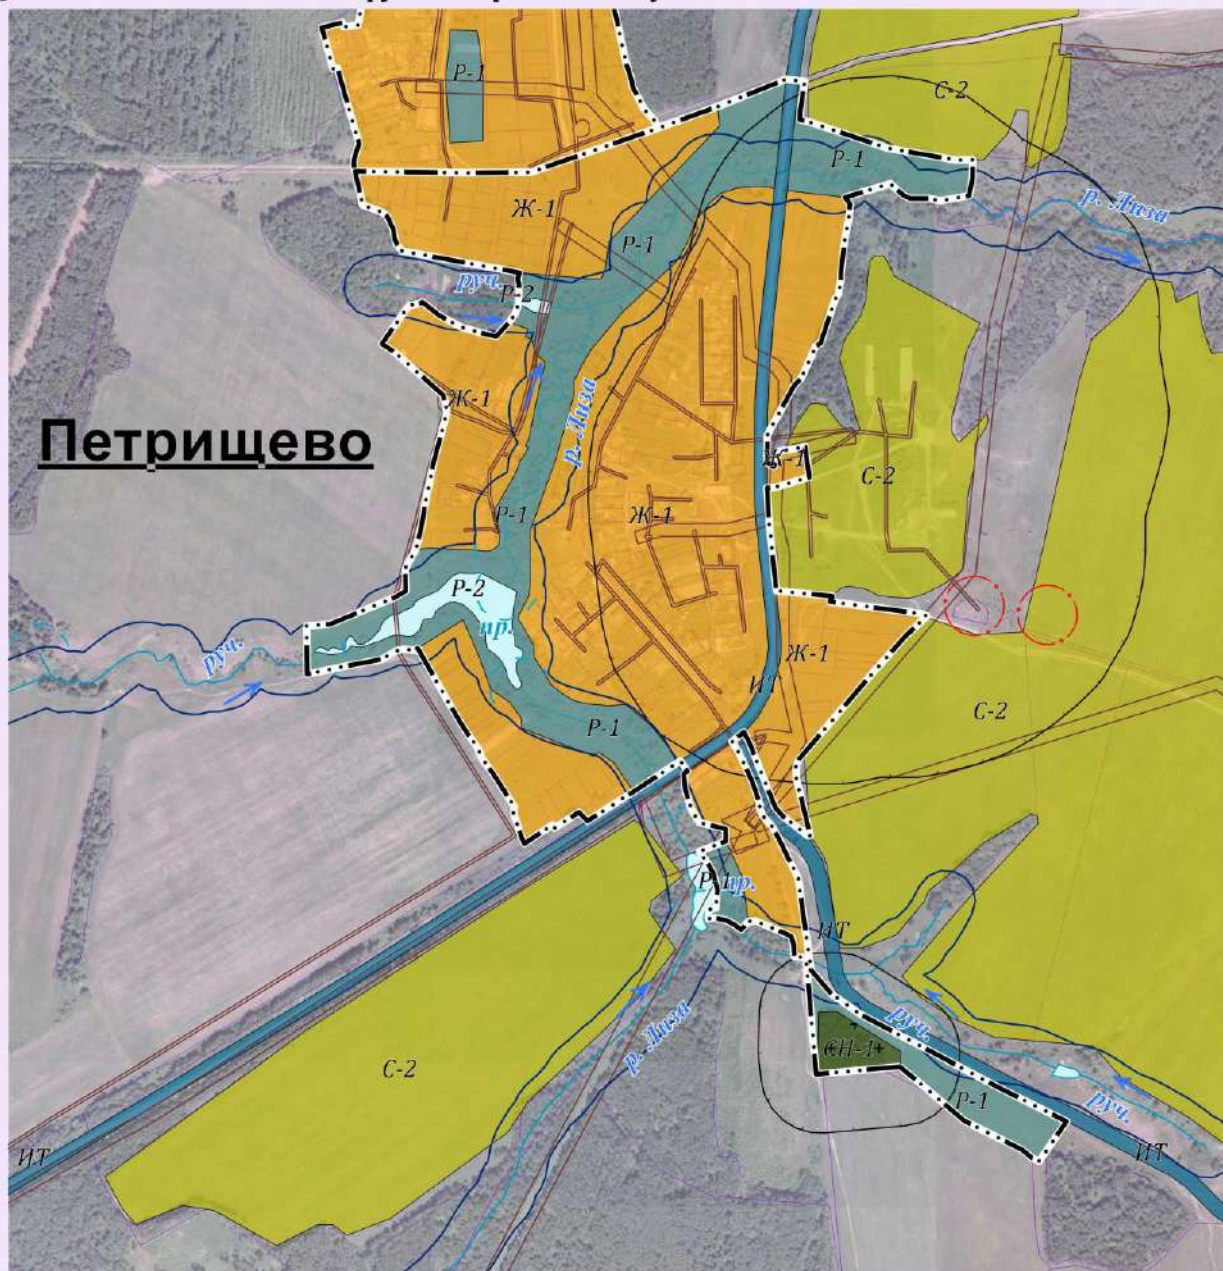 Р-1
С-2
Р-1
р. Лиза
Ж-1
Р-1
руч.
Р-2
р. Лиза
Ж-1
Петрищево
Ж-1
С-2
Р-1
Ж-1
Р-2
пр.
руч.
Ж-1
ИТ
С-2
Р-1
Р-1
пр.
ИТ
р. Лиза
руч.
СН-1
С-2
Р-1
руч.
ИТ
ИТ